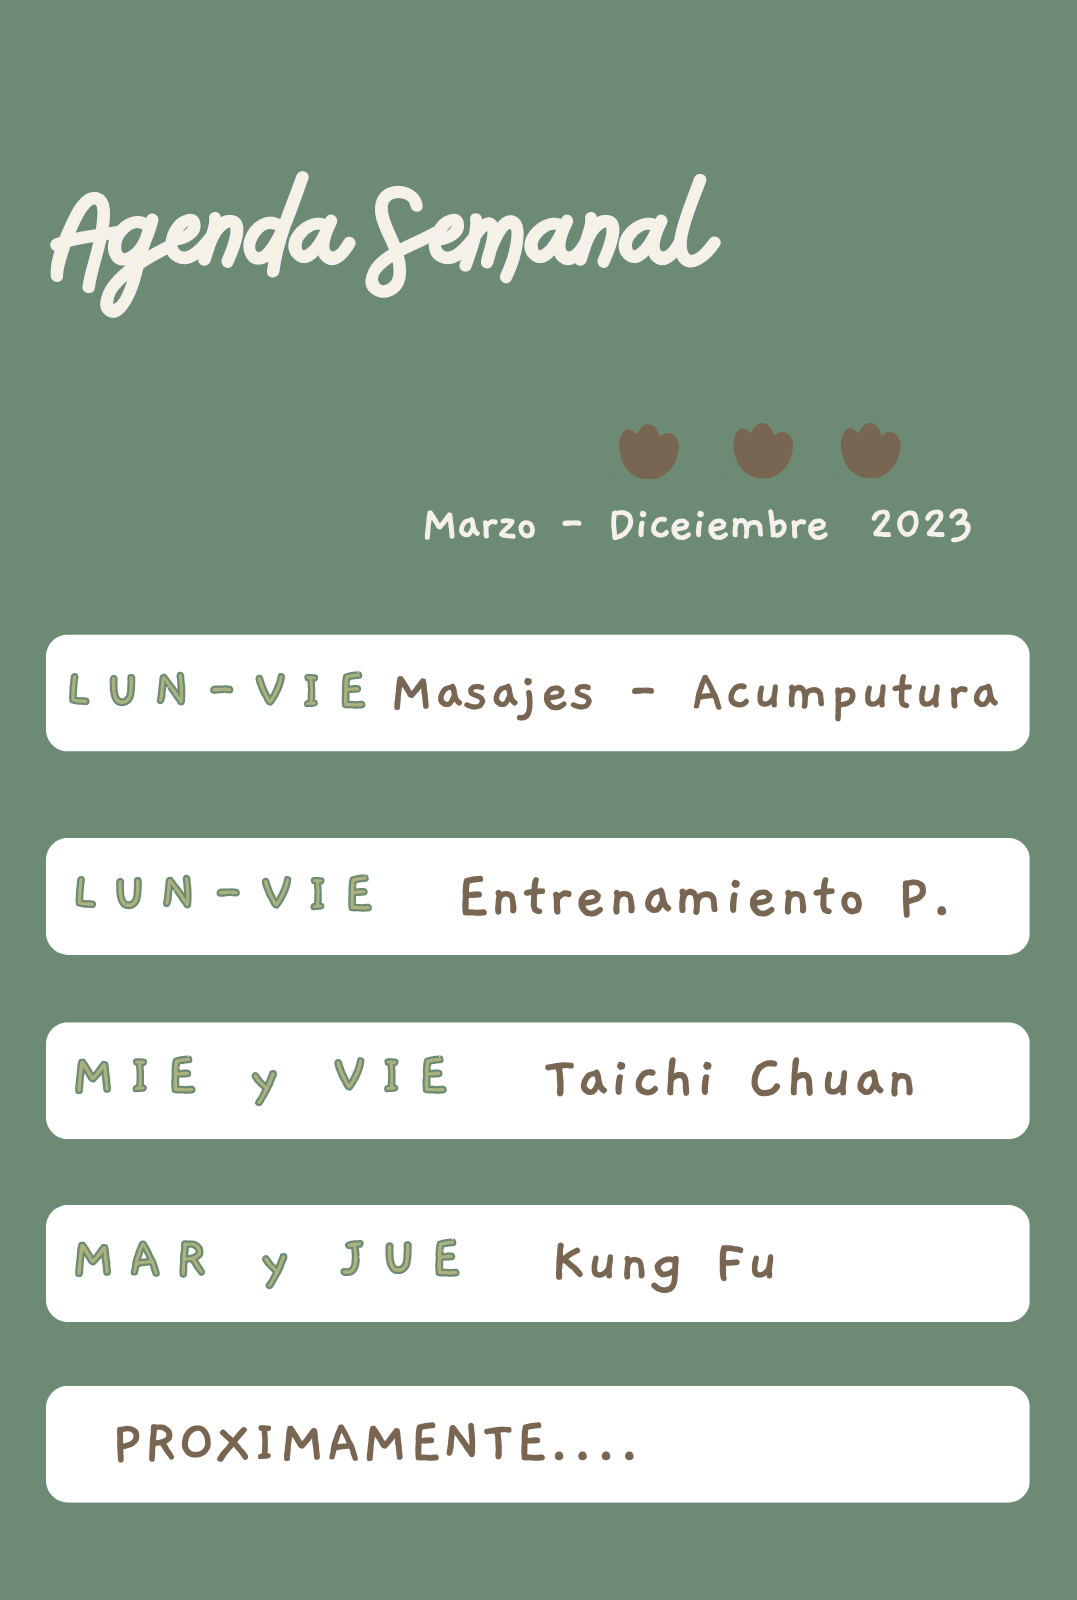 Agenda Semanal
Marzo - Diceiembre 2023
LUN-VIE Masajes - Acumputura
LUN-VIE Entrenamiento P.
MIE y VIE Taichi Chuan
MAR y JUE Kung Fu
PROXIMAMENTE....